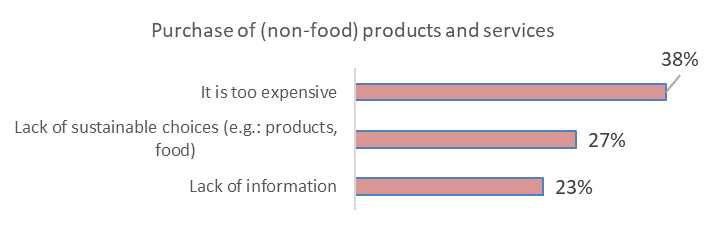 Purchase of (non-food) products and services
38%
It is too expensive
Lack of sustainable choices (e.g.: products,
food)
27%
Lack of information
23%